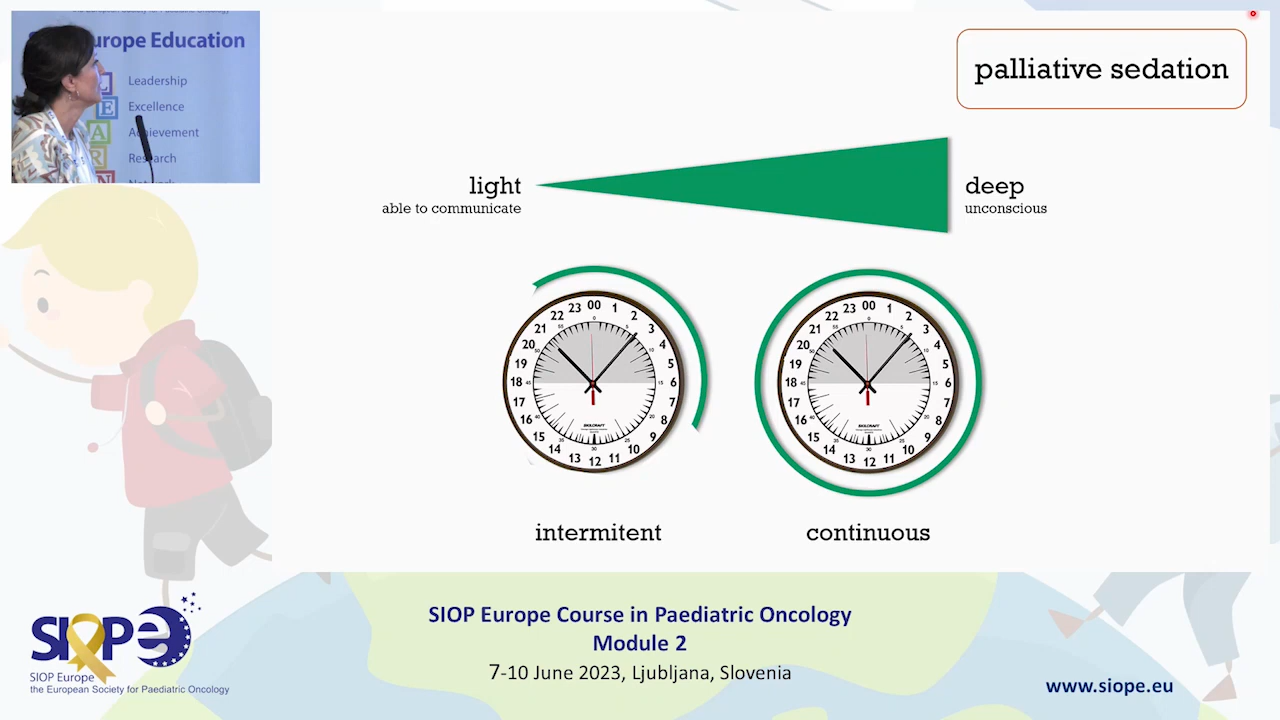 urope Education
Leadership
Excellence
Achievement
Research
palliative sedation
light
able to communicate
deep
unconscious
00 1 2 3 4 5 6 7 8 9 10 11 12 13 14 15 16 17 18 19 20 21 22 23
SKILCRAFT
00 1 2 3 4 5 6 7 8 9 10 11 12 13 14 15 16 17 18 19 20 21 22 23
SKILCRAFT
intermitent
continuous
SIOP Europe Course in Paediatric Oncology
Module 2
7-10 June 2023, Ljubljana, Slovenia
SIOP e
SIOP Europe
the European Society for Paediatric Oncology
www.siope.eu